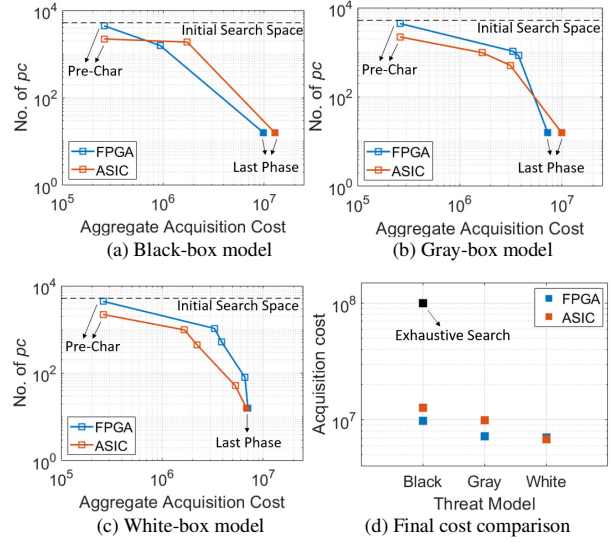 10^4
10^2
10^0
No. of pc
Initial Search Space
Pre-Char
Last Phase
FPGA
ASIC
10^5
10^6
10^7
Aggregate Acquisition Cost
(a) Black-box model
10^4
10^2
10^0
No. of pc
Initial Search Space
Pre-Char
Last Phase
FPGA
ASIC
10^5
10^6
10^7
Aggregate Acquisition Cost
(b) Gray-box model
10^4
10^2
10^0
No. of pc
Initial Search Space
Pre-Char
Last Phase
FPGA
ASIC
10^5
10^6
10^7
Aggregate Acquisition Cost
(c) White-box model
10^8
10^7
Acquisition cost
FPGA
ASIC
Exhaustive Search
Black
Gray
White
Threat Model
(d) Final cost comparison